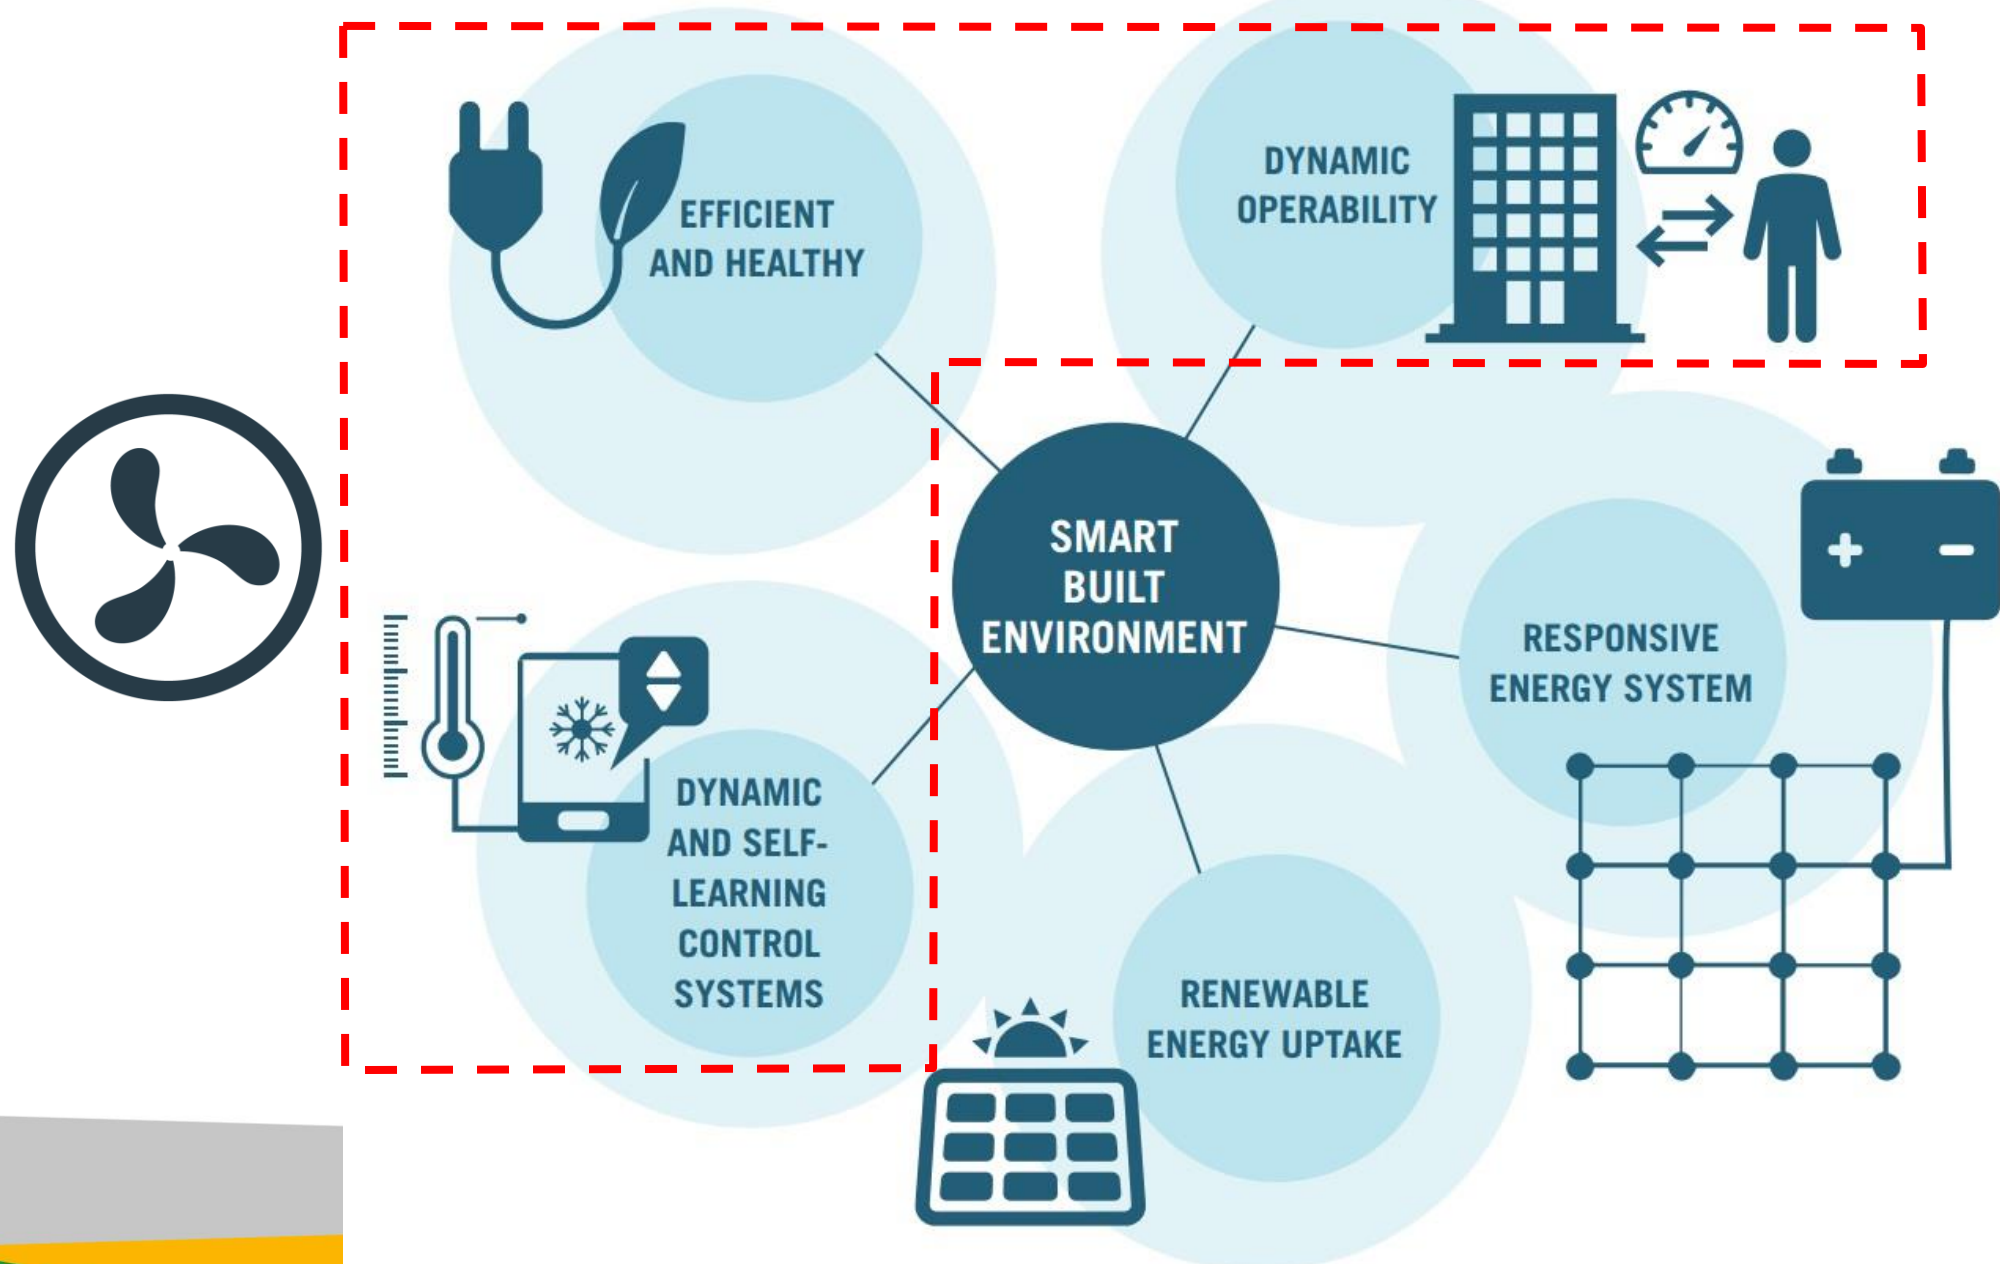 EFFICIENT
AND HEALTHY
DYNAMIC
OPERABILITY
SMART
BUILT
ENVIRONMENT
RESPONSIVE
ENERGY SYSTEM
DYNAMIC
AND SELF-
LEARNING
CONTROL
SYSTEMS
RENEWABLE
ENERGY UPTAKE